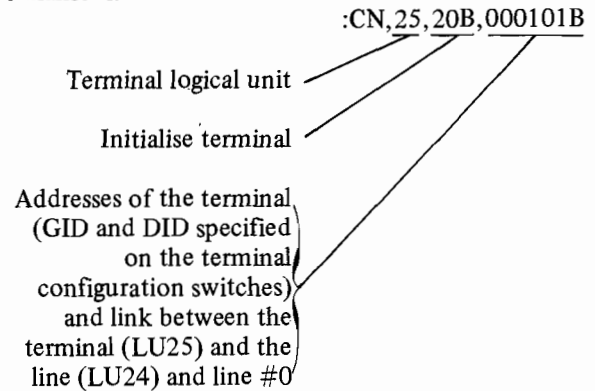 :CN,25,20B,000101B
Terminal logical unit
Initialise terminal
Addresses of the terminal
(GID and DID specified
on the terminal
configuration switches)
and link between the
terminal (LU25) and the
line (LU24) and line #0